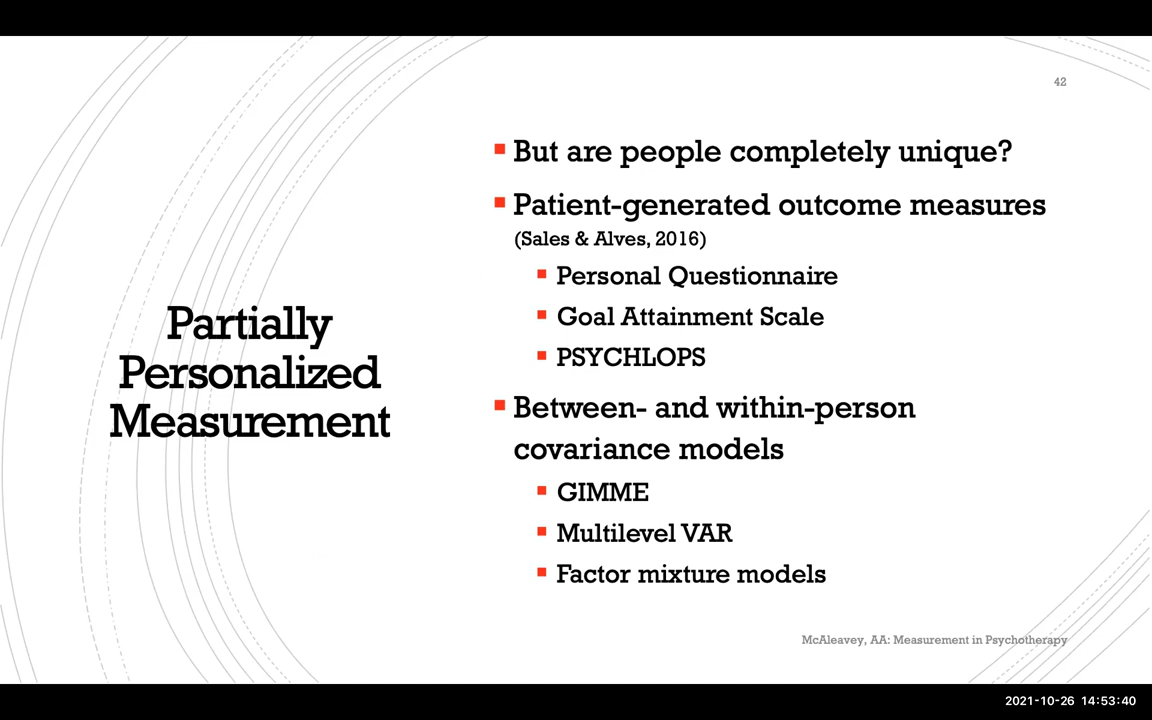 42
Partially
Personalized
Measurement
But are people completely unique?
Patient-generated outcome measures
(Sales & Alves, 2016)
Personal Questionnaire
Goal Attainment Scale
PSYCHLOPS
Between- and within-person
covariance models
GIMME
Multilevel VAR
Factor mixture models
McAleavey, AA: Measurement in Psychotherapy
2021-10-26 14:53:40